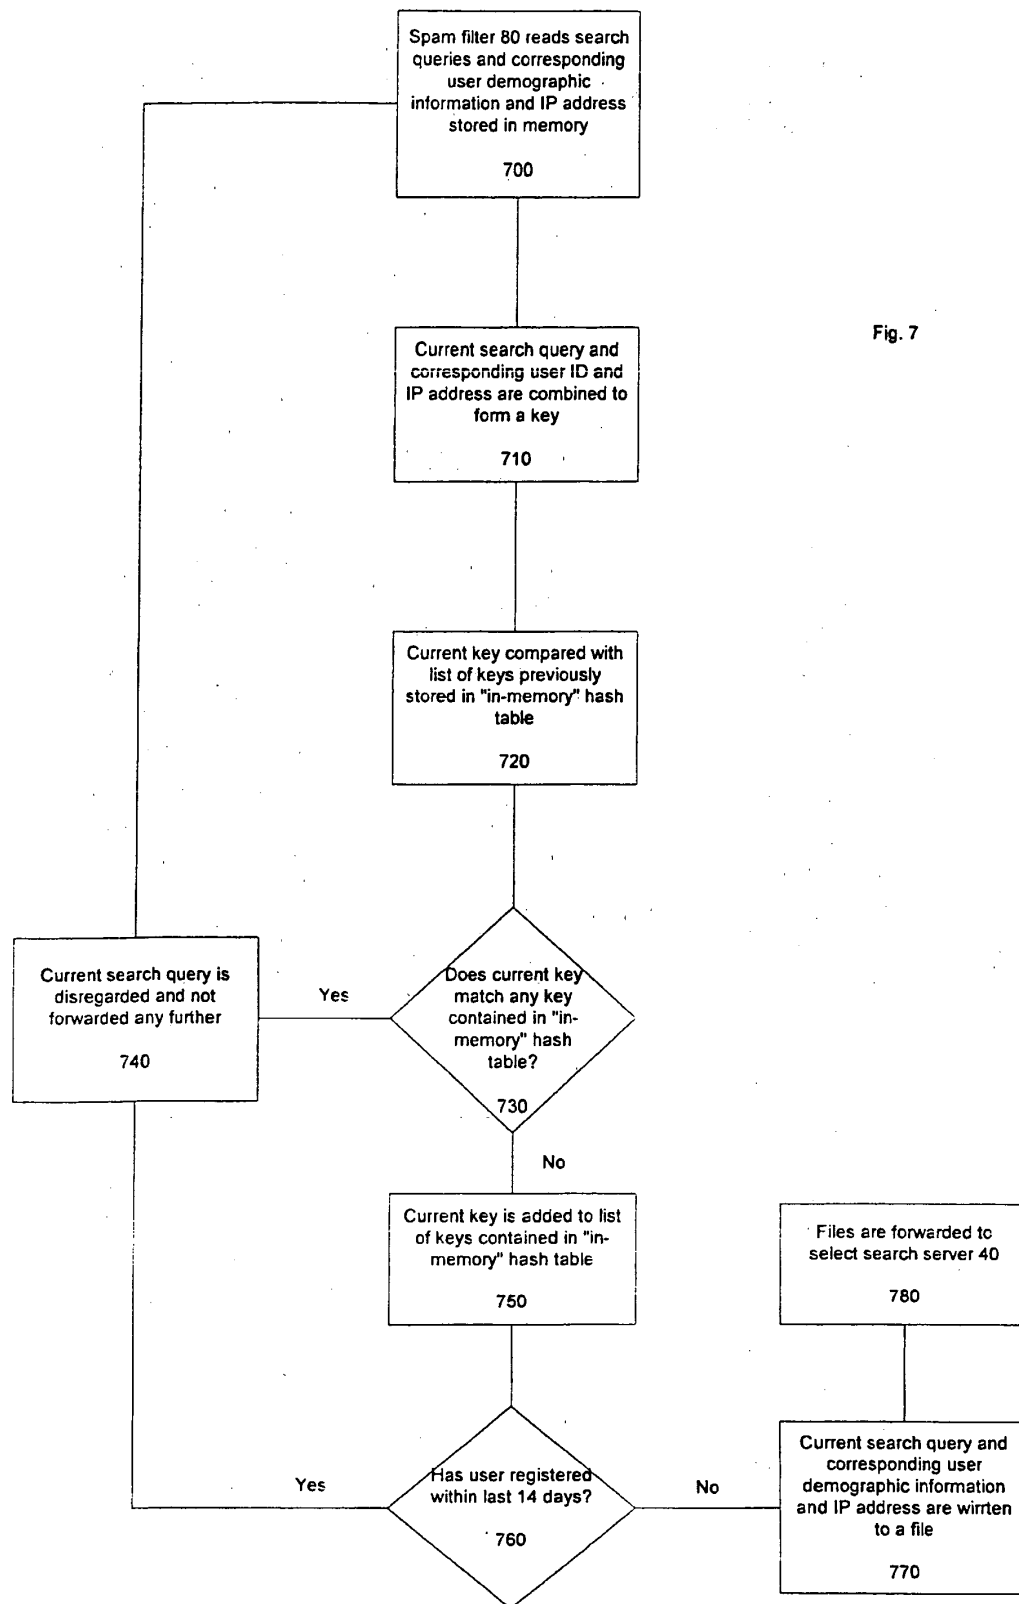 Spam filter 80 reads search
queries and corresponding
user demographic
information and IP address
stored in memory
700
Fig. 7
Current search query and
corresponding user ID and
IP address are combined to
form a key
710
Current key compared with
list of keys previously
stored in "in-memory" hash
table
720
Does current key
match any key
contained in "in-
memory" hash
table?
730
Yes
Current search query is
disregarded and not
forwarded any further
740
No
Current key is added to list
of keys contained in "in-
memory" hash table
750
Files are forwarded to
select search server 40
780
Has user registered
within last 14 days?
760
Yes
No
Current search query and
corresponding user
demographic information
and IP address are wirrten
to a file
770